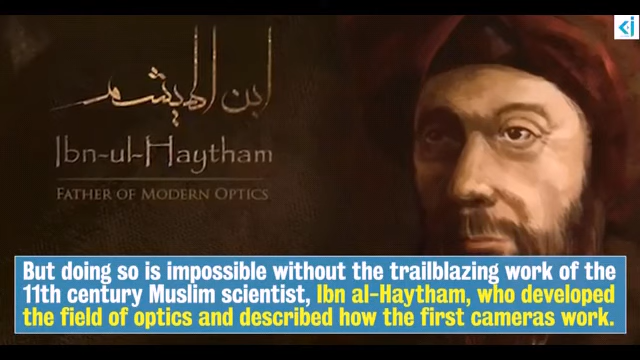 ابن الهيثم
Ibn-ul-Haytham
FATHER OF MODERN OPTICS
But doing so is impossible without the trailblazing work of the
11th century Muslim scientist, Ibn al-Haytham, who developed
the field of optics and described how the first cameras work.